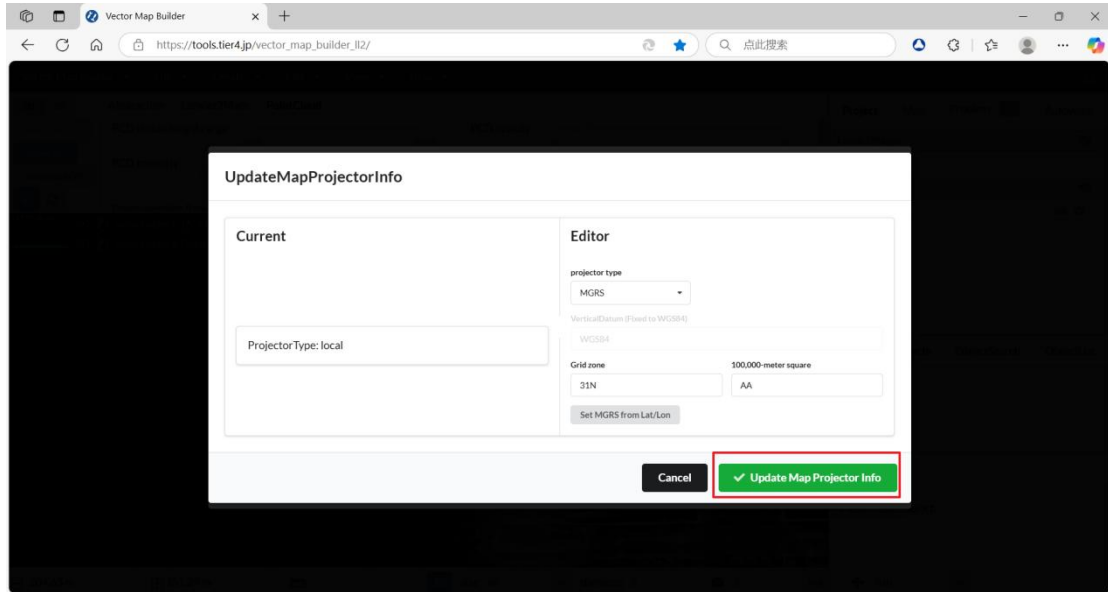 Vector Map Builder
https://tools.tier4.jp/vector_map_builder_ll2/
点此搜索
UpdateMapProjectorInfo
Current
ProjectorType: local
Editor
projector type
MGRS
VerticalDatum (Fixed to WGS84)
WGS84
Grid zone
100,000-meter square
31N
AA
Set MGRS from Lat/Lon
Cancel
Update Map Projector Info